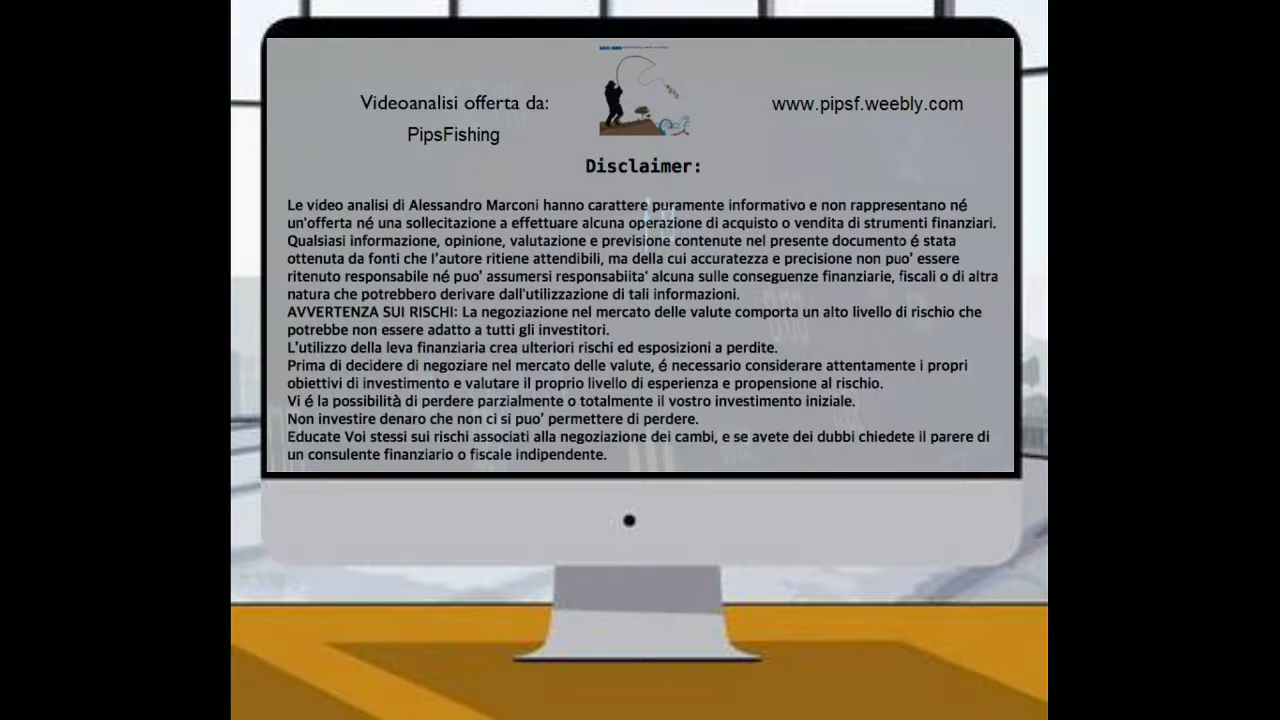 Videoanalisi offerta da:
PipsFishing
www.pipsf.weebly.com
Disclaimer:
Le video analisi di Alessandro Marconi hanno carattere puramente informativo e non rappresentano né
un'offerta né una sollecitazione a effettuare alcuna operazione di acquisto o vendita di strumenti finanziari.
Qualsiasi informazione, opinione, valutazione e previsione contenute nel presente documento é stata
ottenuta da fonti che l'autore ritiene attendibili, ma della cui accuratezza e precisione non puo' essere
ritenuto responsabile né puo' assumersi responsabiita' alcuna sulle conseguenze finanziarie, fiscali o di altra
natura che potrebbero derivare dall'utilizzazione di tali informazioni.
AVVERTENZA SUI RISCHI: La negoziazione nel mercato delle valute comporta un alto livello di rischio che
potrebbe non essere adatto a tutti gli investitori.
L'utilizzo della leva finanziaria crea ulteriori rischi ed esposizioni a perdite.
Prima di decidere di negoziare nel mercato delle valute, é necessario considerare attentamente i propri
obiettivi di investimento e valutare il proprio livello di esperienza e propensione al rischio.
Vi é la possibilità di perdere parzialmente o totalmente il vostro investimento iniziale.
Non investire denaro che non ci si puo' permettere di perdere.
Educate Voi stessi sui rischi associati alla negoziazione dei cambi, e se avete dei dubbi chiedete il parere di
un consulente finanziario o fiscale indipendente.